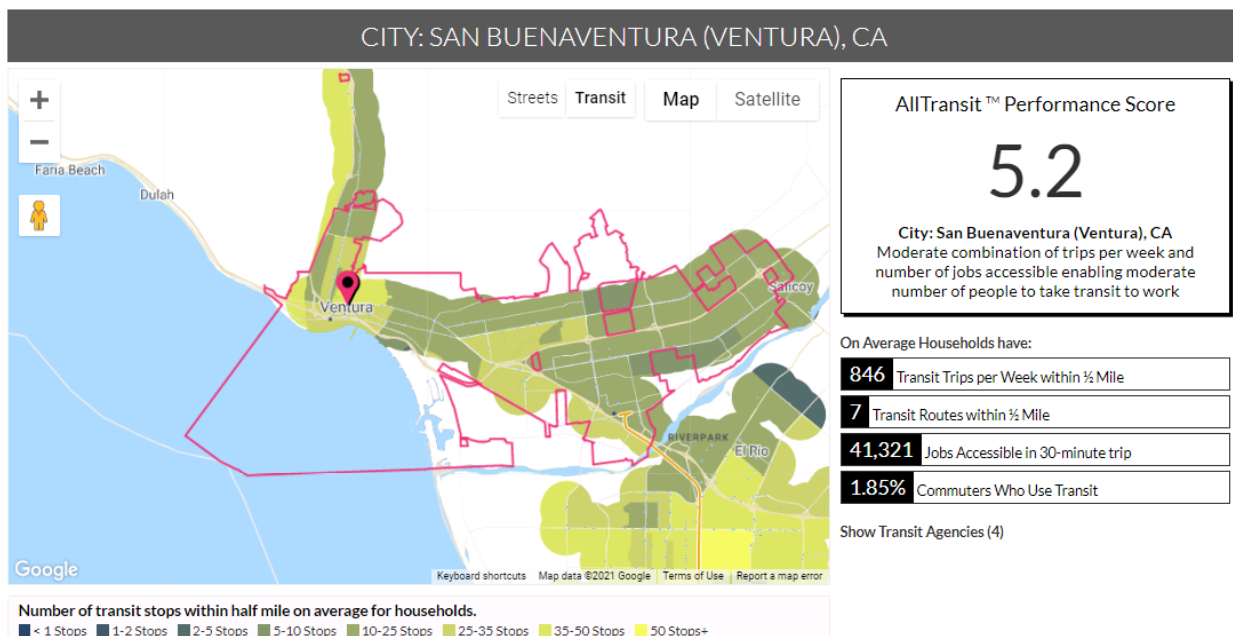 CITY: SAN BUENAVENTURA (VENTURA), CA
+
−
Streets Transit Map Satellite
Faria Beach
Dulah
Ventura
Saticoy
RIVERPARK
El Rio
Google
Keyboard shortcuts Map data ©2021 Google Terms of Use Report a map error
AllTransit ™ Performance Score
5.2
City: San Buenaventura (Ventura), CA
Moderate combination of trips per week and
number of jobs accessible enabling moderate
number of people to take transit to work
On Average Households have:
846 Transit Trips per Week within ½ Mile
7 Transit Routes within ½ Mile
41,321 Jobs Accessible in 30-minute trip
1.85% Commuters Who Use Transit
Show Transit Agencies (4)
Number of transit stops within half mile on average for households.
< 1 Stops 1-2 Stops 2-5 Stops 5-10 Stops 10-25 Stops 25-35 Stops 35-50 Stops 50 Stops+